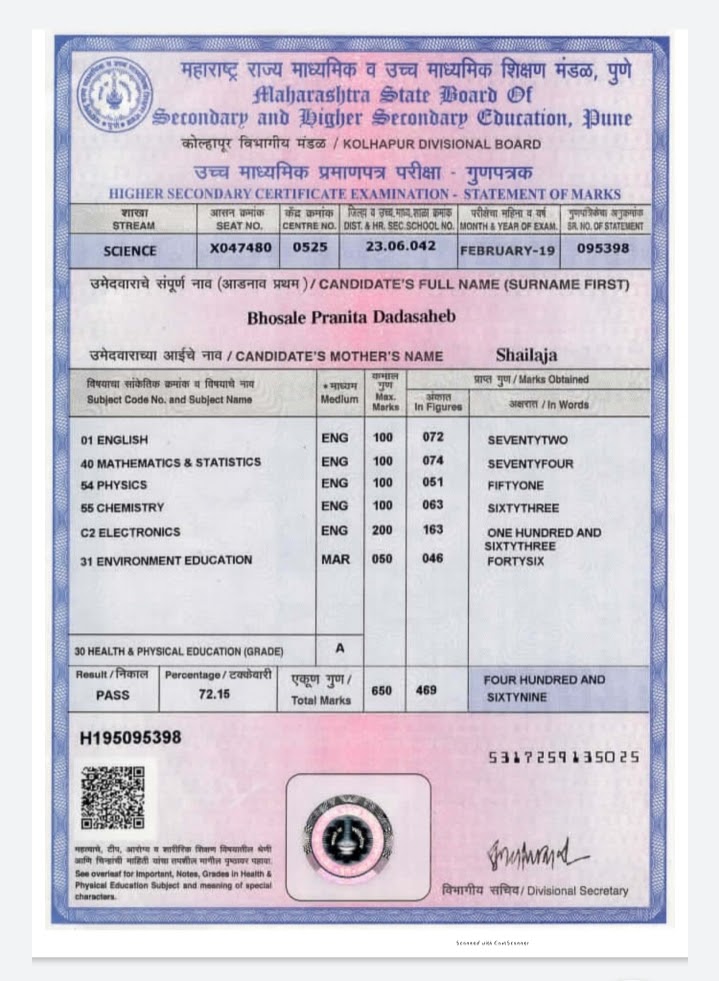 महाराष्ट्र राज्य माध्यमिक व उच्च माध्यमिक शिक्षण मंडळ, पुणे
Maharashtra State Board Of
Secondary and Higher Secondary Education, Pune
कोल्हापूर विभागीय मंडळ / KOLHAPUR DIVISIONAL BOARD
उच्च माध्यमिक प्रमाणपत्र परीक्षा - गुणपत्रक
HIGHER SECONDARY CERTIFICATE EXAMINATION - STATEMENT OF MARKS
शाखा आसन क्रमांक केंद्र क्रमांक जिल्हा व उच्च.माध्य.शाळा क्रमांक परीक्षेचा महिना व वर्ष गुणपत्रिकेचा अनुक्रमांक
STREAM SEAT NO. CENTRE NO. DIST. & HR. SEC.SCHOOL NO. MONTH & YEAR OF EXAM. SR. NO. OF STATEMENT
SCIENCE X047480 0525 23.06.042 FEBRUARY-19 095398
उमेदवाराचे संपूर्ण नाव (आडनाव प्रथम) / CANDIDATE'S FULL NAME (SURNAME FIRST)
Bhosale Pranita Dadasaheb
उमेदवाराच्या आईचे नाव / CANDIDATE'S MOTHER'S NAME Shailaja
विषयाचा सांकेतिक क्रमांक व विषयाचे नाव
Subject Code No. and Subject Name
माध्यम
Medium
कमाल
गुण
Max.
Marks
प्राप्त गुण / Marks Obtained
अंकात
In Figures
अक्षरात / In Words
01 ENGLISH ENG 100 072 SEVENTYTWO
40 MATHEMATICS & STATISTICS ENG 100 074 SEVENTYFOUR
54 PHYSICS ENG 100 051 FIFTYONE
55 CHEMISTRY ENG 100 063 SIXTYTHREE
C2 ELECTRONICS ENG 200 163 ONE HUNDRED AND
SIXTYTHREE
31 ENVIRONMENT EDUCATION MAR 050 046 FORTYSIX
30 HEALTH & PHYSICAL EDUCATION (GRADE) A
Result / निकाल
PASS
Percentage / टक्केवारी
72.15
एकूण गुण /
Total Marks
650 469
FOUR HUNDRED AND
SIXTYNINE
H195095398
5317259135025
महत्वाचे, टीप, आरोग्य व शारीरिक शिक्षण विषयातील श्रेणी
आणि चिन्हांची माहिती यांचा तपशील मागील पृष्ठावर पहावा.
See overleaf for Important, Notes, Grades in Health &
Physical Education Subject and meaning of special
characters.
विभागीय सचिव / Divisional Secretary
Scanned with CamScanner